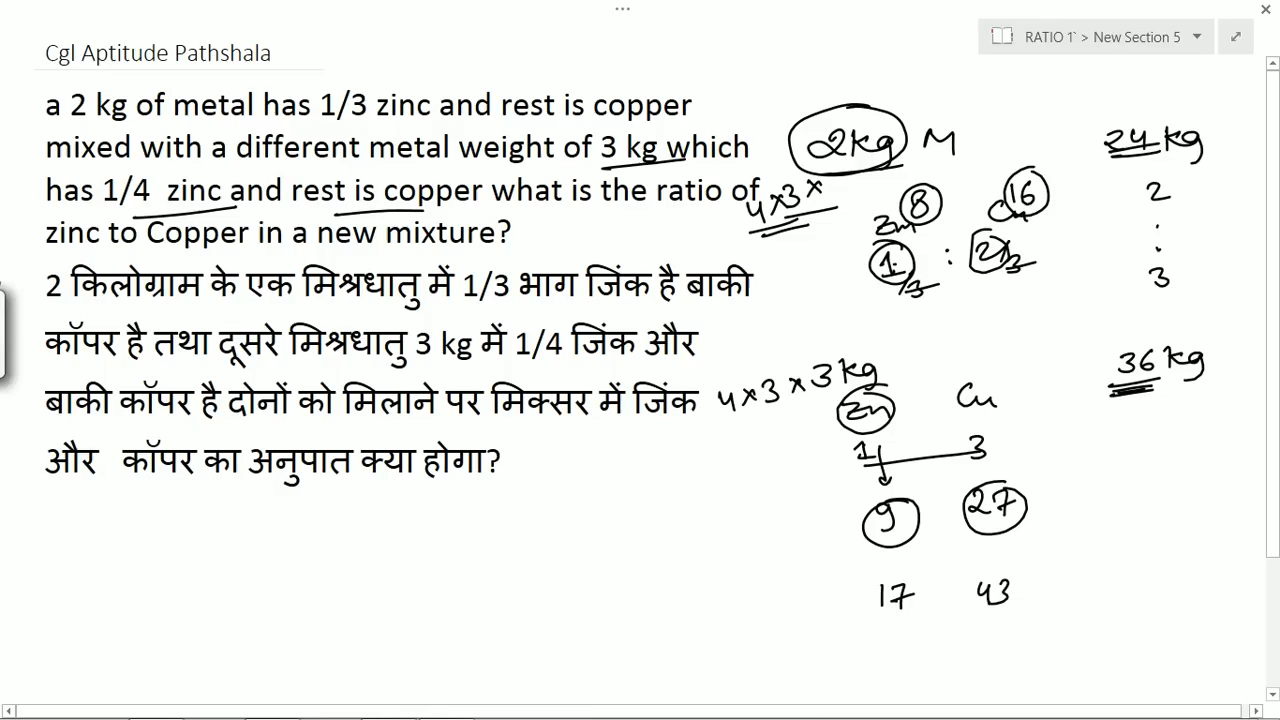 RATIO 1` > New Section 5
Cgl Aptitude Pathshala
a 2 kg of metal has 1/3 zinc and rest is copper
mixed with a different metal weight of 3 kg which
has 1/4 zinc and rest is copper what is the ratio of
zinc to Copper in a new mixture?
2 किलोग्राम के एक मिश्रधातु में 1/3 भाग जिंक है बाकी
कॉपर है तथा दूसरे मिश्रधातु 3 kg में 1/4 जिंक और
बाकी कॉपर है दोनों को मिलाने पर मिक्सर में जिंक
और कॉपर का अनुपात क्या होगा?
2kg M
24 kg
4x3x
Zn 8 Cu 16
1/3 : 2/3
2
:
3
36 kg
4x3x3kg
Zn Cu
1 3
9 27
17 43